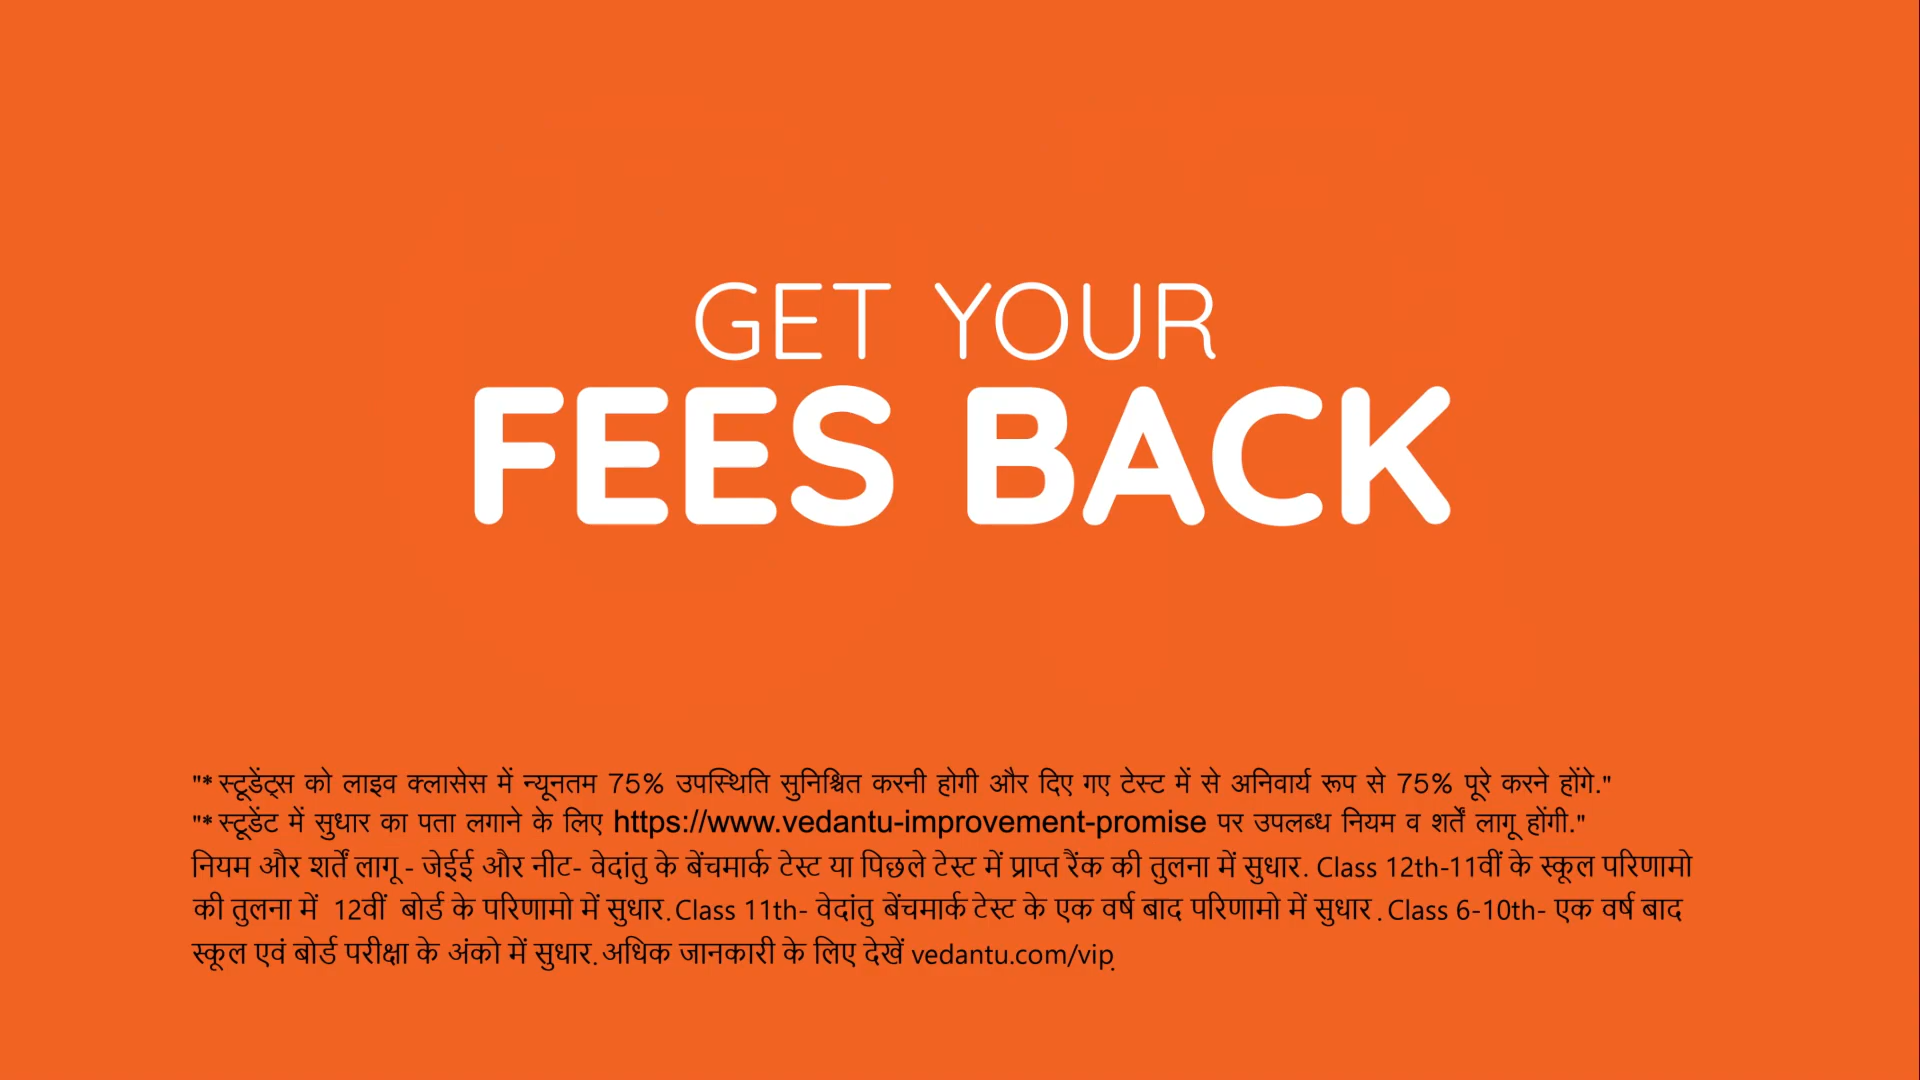 GET YOUR
FEES BACK
"* स्टूडेंट्स को लाइव क्लासेस में न्यूनतम 75% उपस्थिति सुनिश्चित करनी होगी और दिए गए टेस्ट में से अनिवार्य रूप से 75% पूरे करने होंगे."
"* स्टूडेंट में सुधार का पता लगाने के लिए https://www.vedantu-improvement-promise पर उपलब्ध नियम व शर्तें लागू होंगी."
नियम और शर्तें लागू - जेईई और नीट- वेदांतु के बेंचमार्क टेस्ट या पिछले टेस्ट में प्राप्त रैंक की तुलना में सुधार. Class 12th-11वीं के स्कूल परिणामो
की तुलना में 12वीं बोर्ड के परिणामो में सुधार. Class 11th- वेदांतु बेंचमार्क टेस्ट के एक वर्ष बाद परिणामो में सुधार . Class 6-10th- एक वर्ष बाद
स्कूल एवं बोर्ड परीक्षा के अंको में सुधार. अधिक जानकारी के लिए देखें vedantu.com/vip.